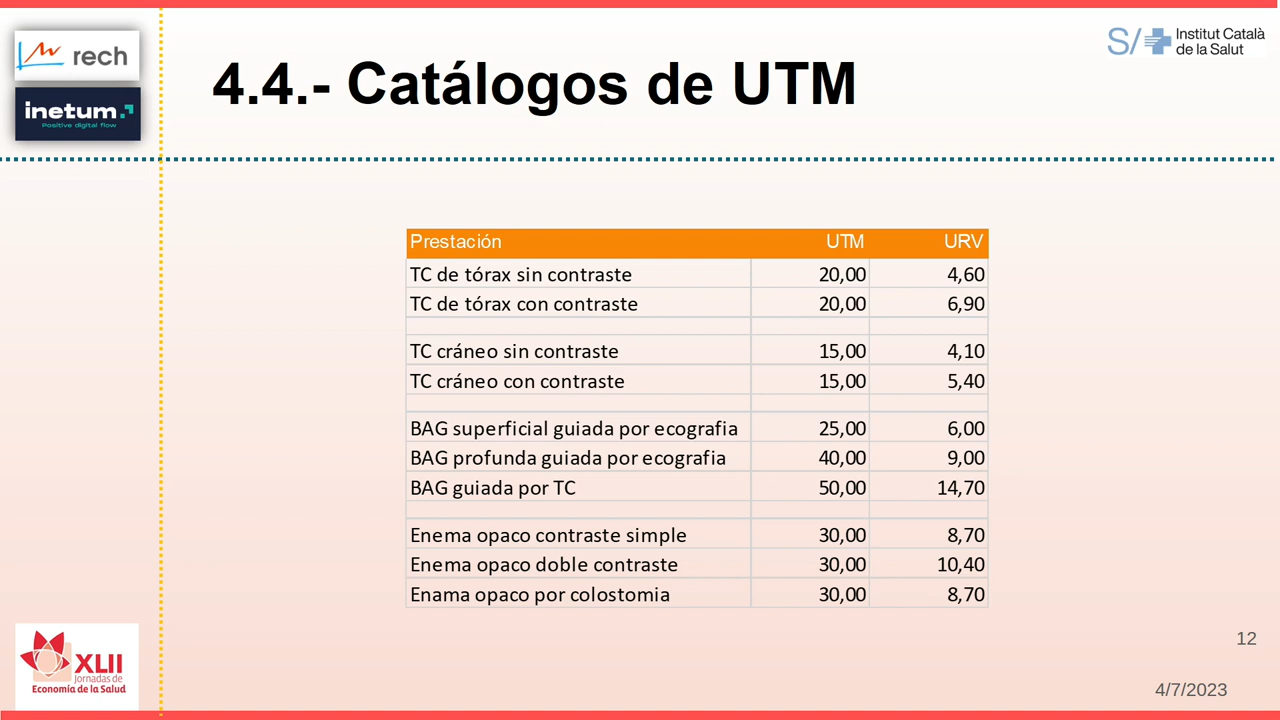 rech
inetum.
Positive digital flow
4.4.- Catálogos de UTM
S/
Institut Català
de la Salut
Prestación UTM URV
TC de tórax sin contraste 20,00 4,60
TC de tórax con contraste 20,00 6,90
TC cráneo sin contraste 15,00 4,10
TC cráneo con contraste 15,00 5,40
BAG superficial guiada por ecografia 25,00 6,00
BAG profunda guiada por ecografia 40,00 9,00
BAG guiada por TC 50,00 14,70
Enema opaco contraste simple 30,00 8,70
Enema opaco doble contraste 30,00 10,40
Enama opaco por colostomia 30,00 8,70
XLII
Jornadas de
Economía de la Salud
12
4/7/2023